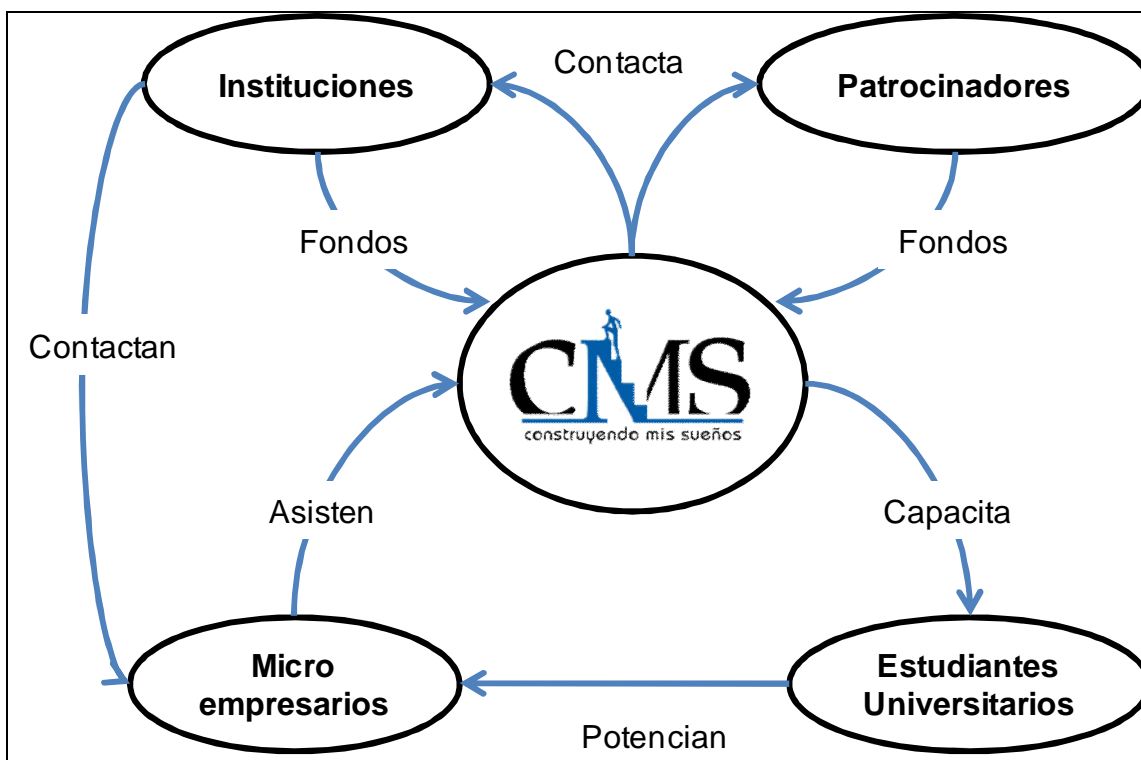 Contacta
Instituciones
Patrocinadores
Fondos
Fondos
CMS
construyendo mis sueños
Contactan
Asisten
Capacita
Micro
empresarios
Estudiantes
Universitarios
Potencian